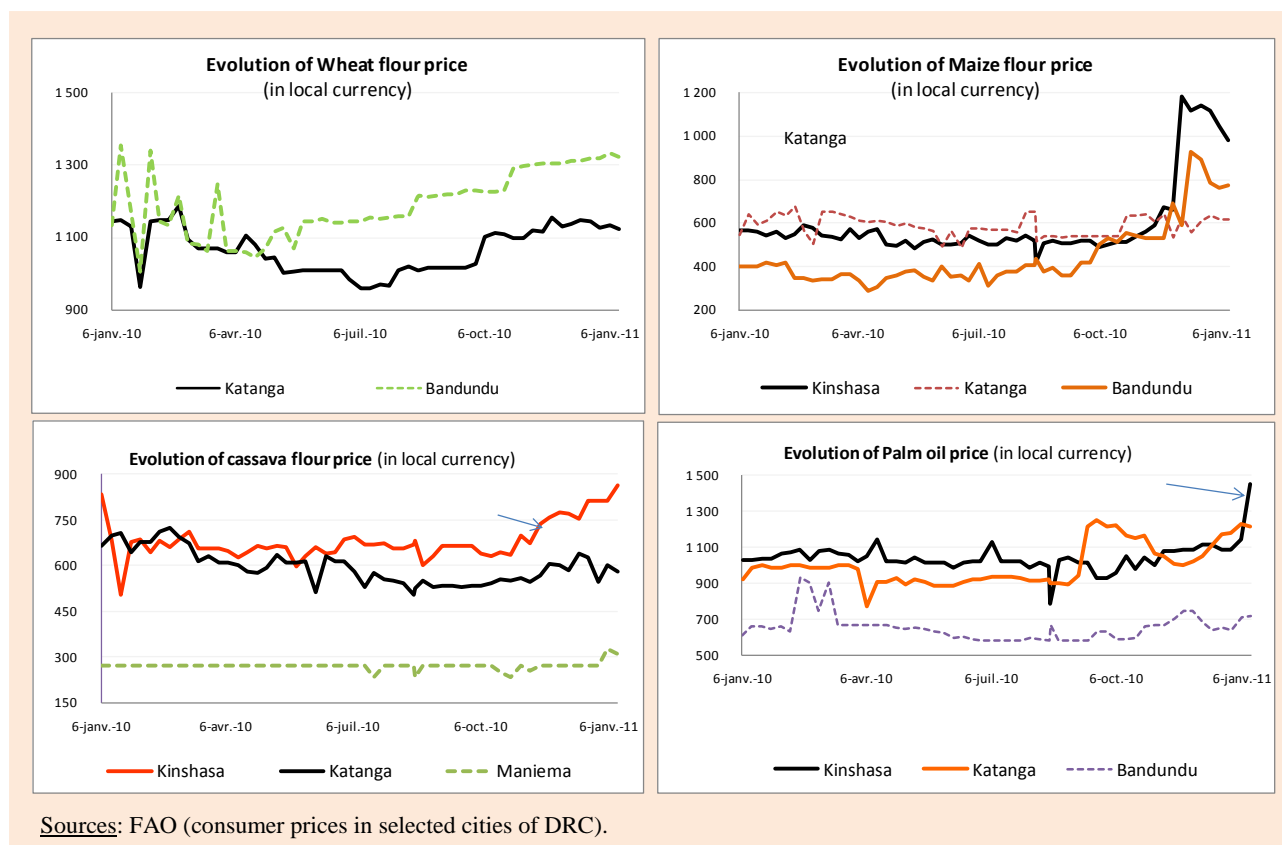 Evolution of Wheat flour price
(in local currency)
1 500
1 300
1 100
900
6-janv.-10 6-avr.-10 6-juil.-10 6-oct.-10 6-janv.-11
Katanga Bandundu
Evolution of Maize flour price
(in local currency)
1 200
1 000
800
600
400
200
Katanga
6-janv.-10 6-avr.-10 6-juil.-10 6-oct.-10 6-janv.-11
Kinshasa Katanga Bandundu
Evolution of cassava flour price (in local currency)
900
750
600
450
300
150
6-janv.-10 6-avr.-10 6-juil.-10 6-oct.-10 6-janv.-11
Kinshasa Katanga Maniema
Evolution of Palm oil price (in local currency)
1 500
1 300
1 100
900
700
500
6-janv.-10 6-avr.-10 6-juil.-10 6-oct.-10 6-janv.-11
Kinshasa Katanga Bandundu
Sources: FAO (consumer prices in selected cities of DRC).